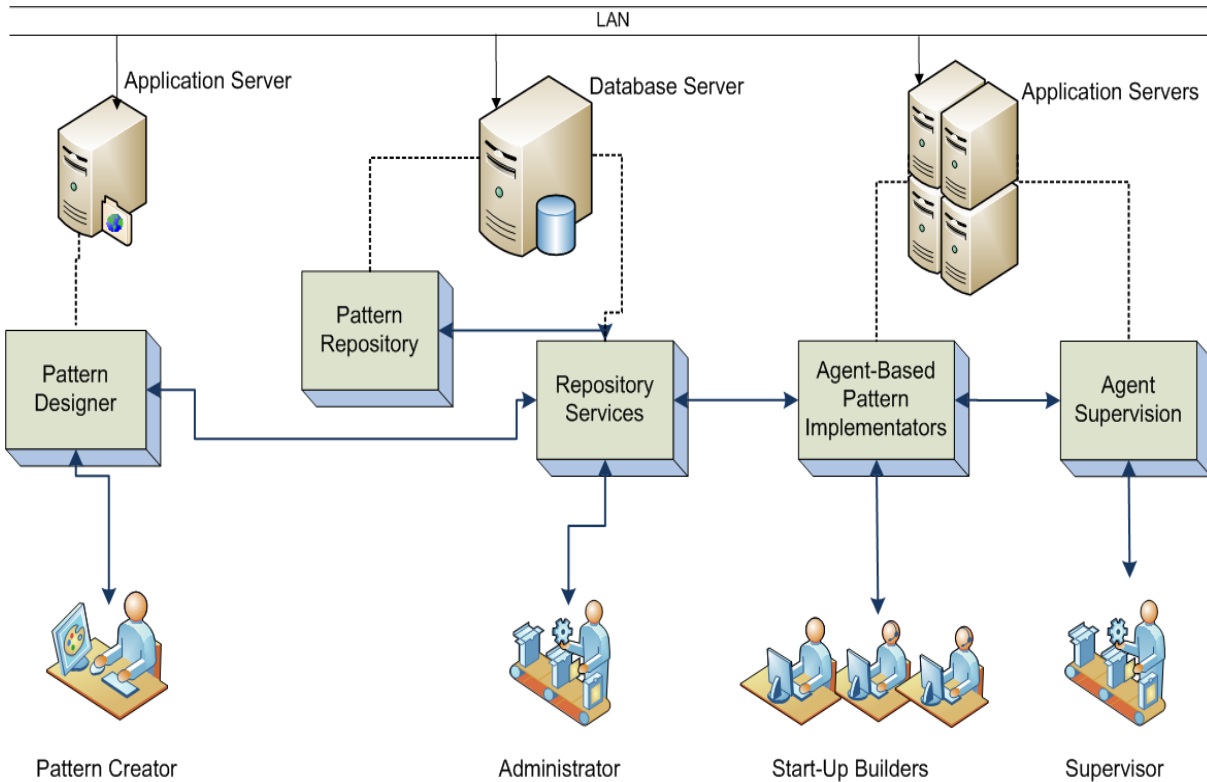 LAN
Application Server
Database Server
Application Servers
Pattern
Repository
Pattern
Designer
Repository
Services
Agent-Based
Pattern
Implementators
Agent
Supervision
Pattern Creator
Administrator
Start-Up Builders
Supervisor